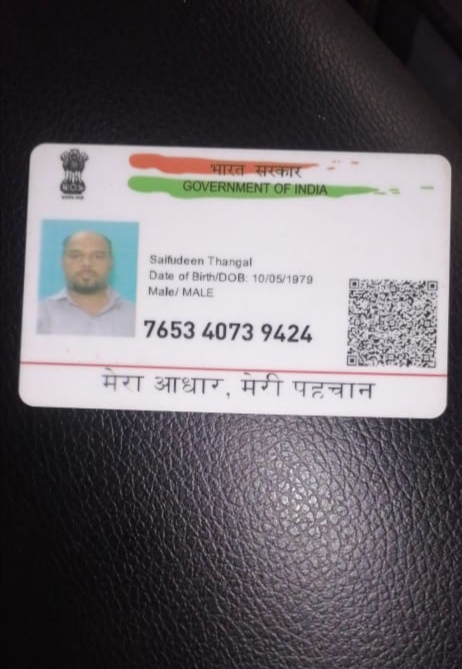 भारत सरकार
GOVERNMENT OF INDIA
Saifudeen Thangal
Date of Birth/DOB: 10/05/1979
Male/ MALE
7653 4073 9424
मेरा आधार, मेरी पहचान